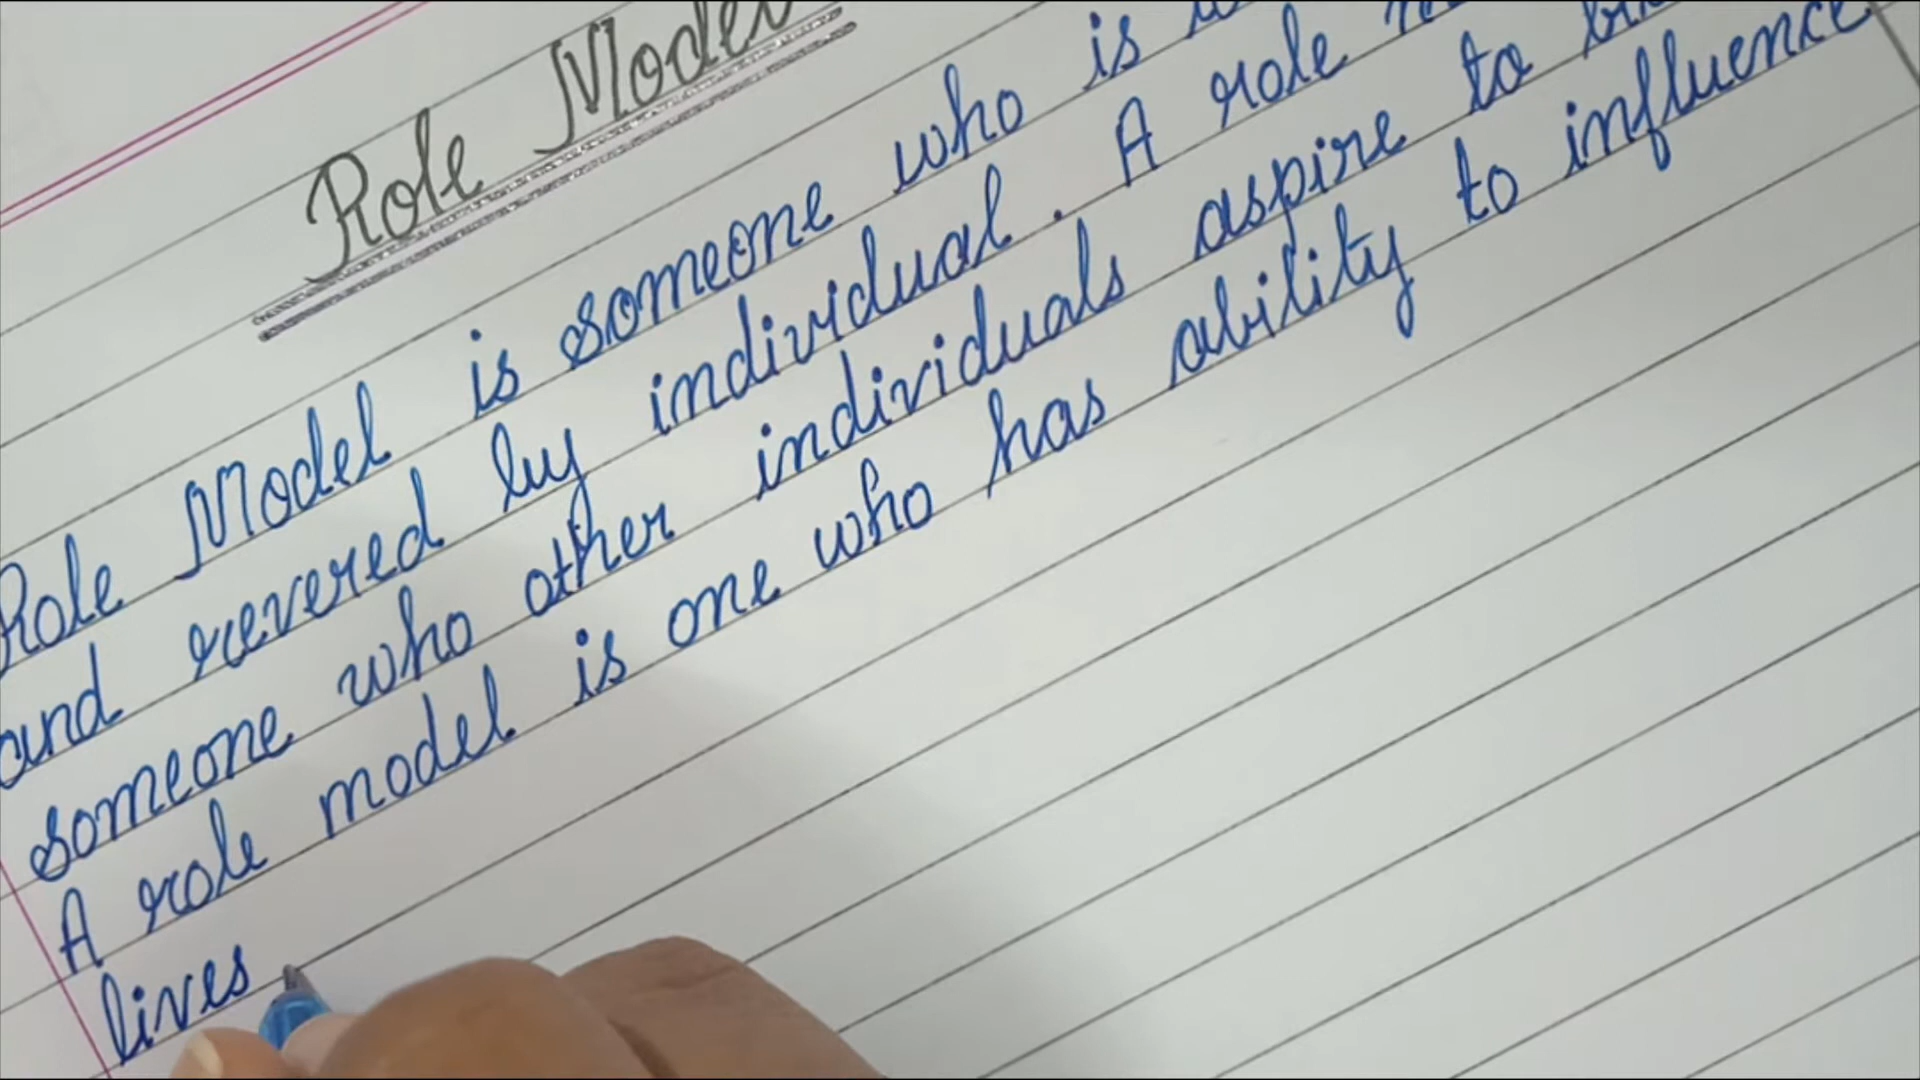 Role Model
Role Model is someone who is
and revered by individual. A role
someone who other individuals aspire to
A role model is one who has ability to influence
lives